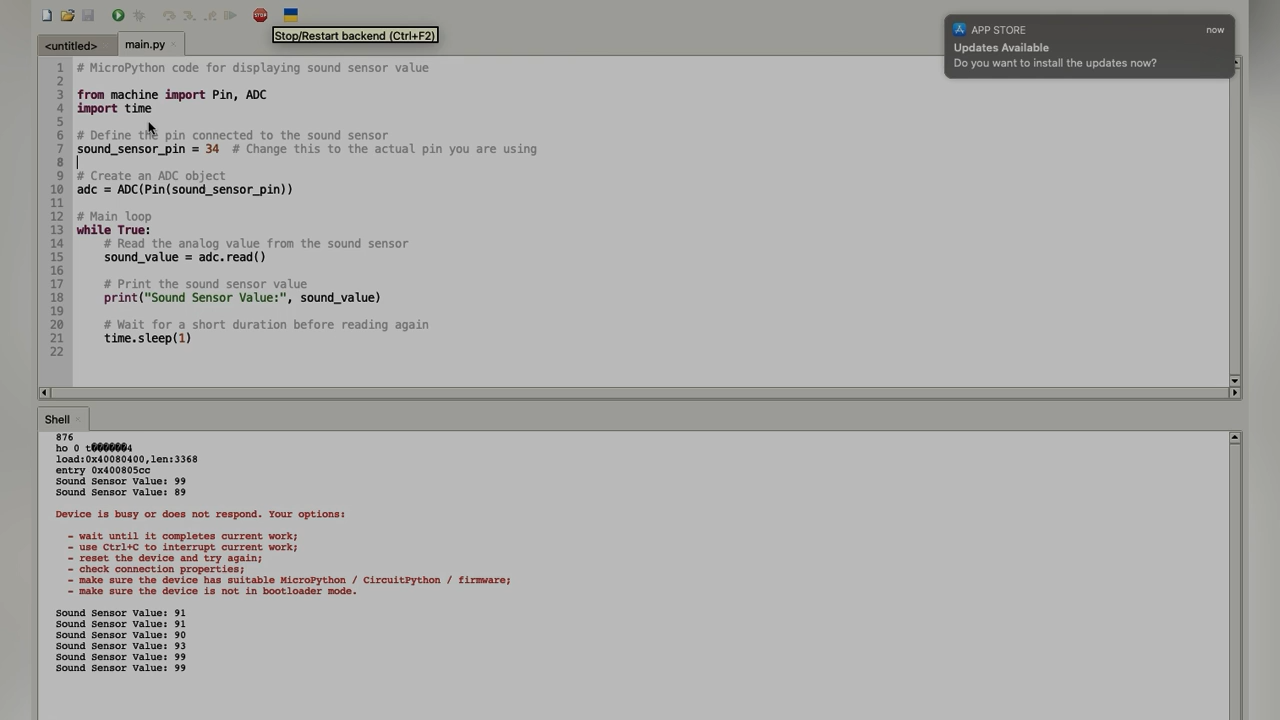 Stop/Restart backend (Ctrl+F2)
APP STORE
now
Updates Available
Do you want to install the updates now?
<untitled>
main.py
1 # MicroPython code for displaying sound sensor value
2
3 from machine import Pin, ADC
4 import time
5
6 # Define the pin connected to the sound sensor
7 sound_sensor_pin = 34  # Change this to the actual pin you are using
8
9 # Create an ADC object
10 adc = ADC(Pin(sound_sensor_pin))
11
12 # Main loop
13 while True:
14     # Read the analog value from the sound sensor
15     sound_value = adc.read()
16
17     # Print the sound sensor value
18     print("Sound Sensor Value:", sound_value)
19
20     # Wait for a short duration before reading again
21     time.sleep(1)
22
Shell
876
ho 0 t������4
load:0x40080400,len:3368
entry 0x400805cc
Sound Sensor Value: 99
Sound Sensor Value: 89
Device is busy or does not respond. Your options:
- wait until it completes current work;
- use Ctrl+C to interrupt current work;
- reset the device and try again;
- check connection properties;
- make sure the device has suitable MicroPython / CircuitPython / firmware;
- make sure the device is not in bootloader mode.
Sound Sensor Value: 91
Sound Sensor Value: 91
Sound Sensor Value: 90
Sound Sensor Value: 93
Sound Sensor Value: 99
Sound Sensor Value: 99